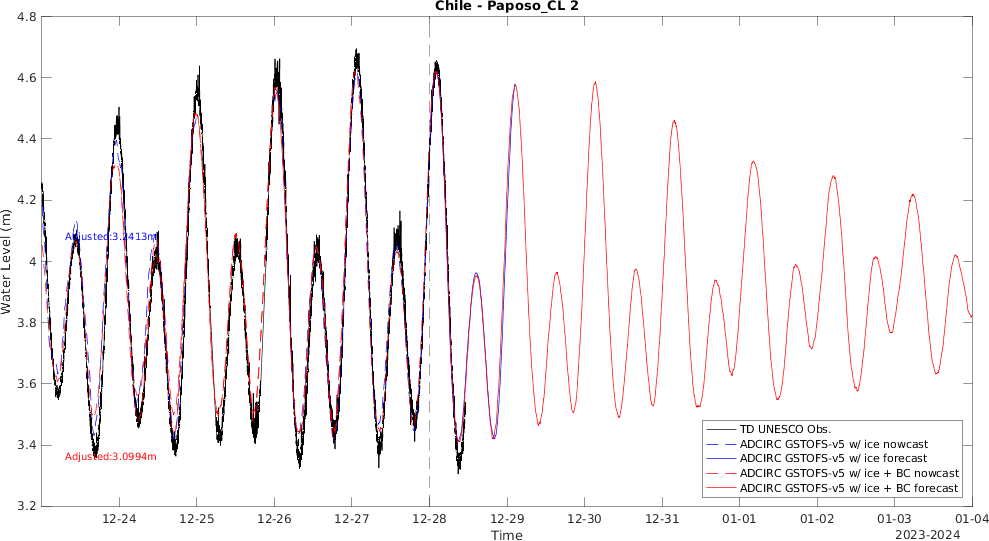 Chile - Paposo_CL 2
Water Level (m)
4.8
4.6
4.4
4.2
4
3.8
3.6
3.4
3.2
Adjusted:3.2413m
Adjusted:3.0994m
TD UNESCO Obs.
ADCIRC GSTOFS-v5 w/ ice nowcast
ADCIRC GSTOFS-v5 w/ ice forecast
ADCIRC GSTOFS-v5 w/ ice + BC nowcast
ADCIRC GSTOFS-v5 w/ ice + BC forecast
12-24 12-25 12-26 12-27 12-28 12-29 12-30 12-31 01-01 01-02 01-03 01-04
Time
2023-2024